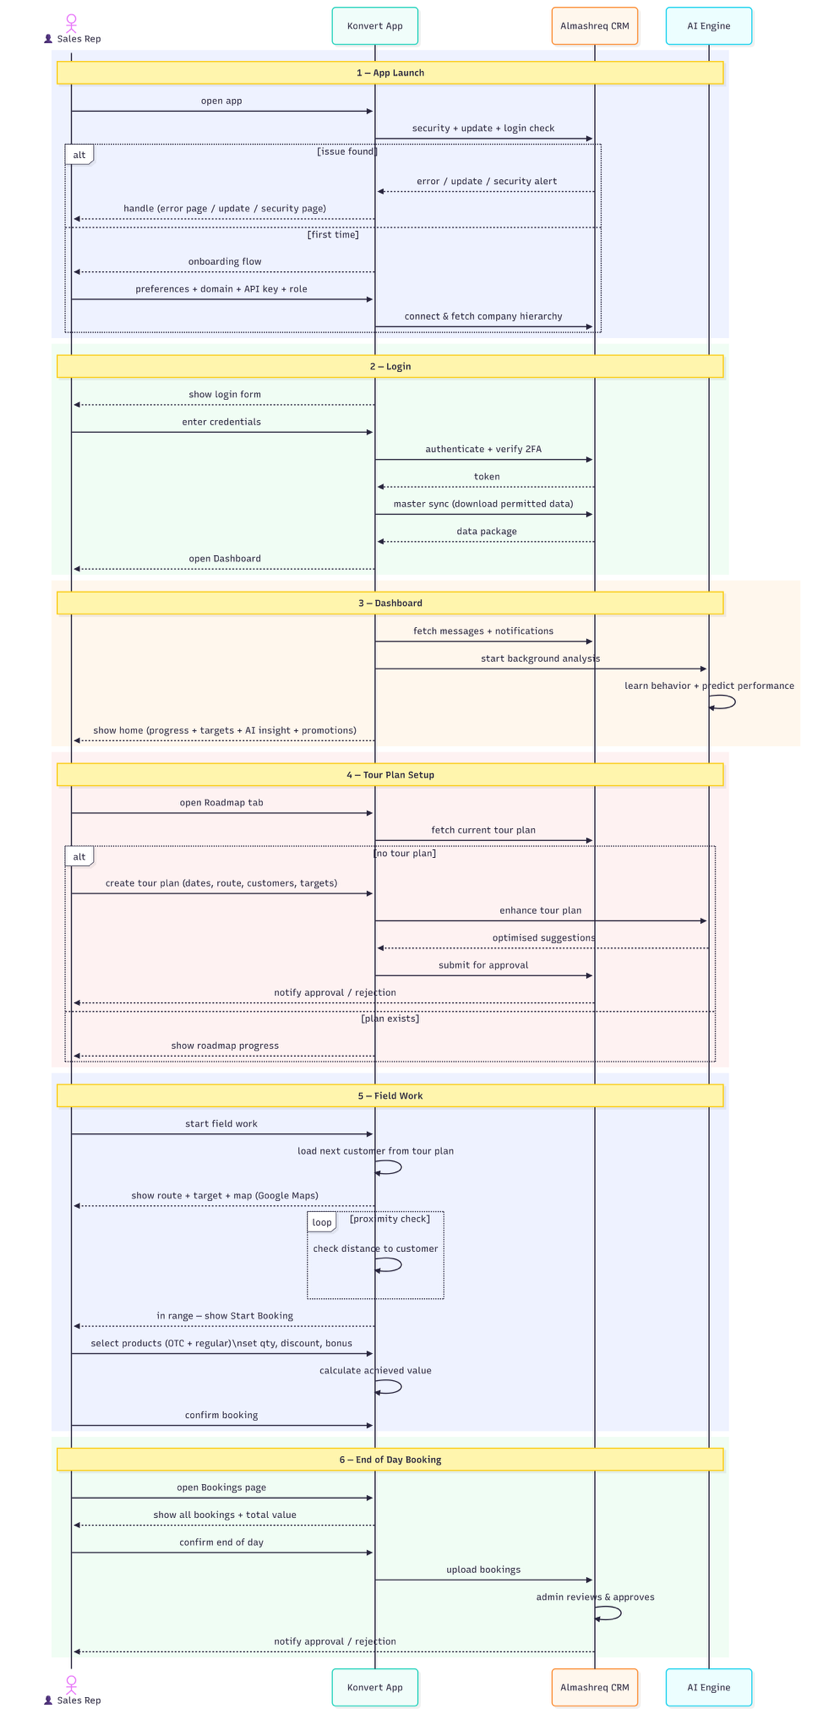 Sales Rep
Konvert App
Almashreq CRM
AI Engine
1 — App Launch
open app
security + update + login check
alt
[issue found]
error / update / security alert
handle (error page / update / security page)
[first time]
onboarding flow
preferences + domain + API key + role
connect & fetch company hierarchy
2 — Login
show login form
enter credentials
authenticate + verify 2FA
token
master sync (download permitted data)
data package
open Dashboard
3 — Dashboard
fetch messages + notifications
start background analysis
learn behavior + predict performance
show home (progress + targets + AI insight + promotions)
4 — Tour Plan Setup
open Roadmap tab
fetch current tour plan
alt
[no tour plan]
create tour plan (dates, route, customers, targets)
enhance tour plan
optimised suggestions
submit for approval
notify approval / rejection
[plan exists]
show roadmap progress
5 — Field Work
start field work
load next customer from tour plan
show route + target + map (Google Maps)
loop
[proximity check]
check distance to customer
in range — show Start Booking
select products (OTC + regular)\nset qty, discount, bonus
calculate achieved value
confirm booking
6 — End of Day Booking
open Bookings page
show all bookings + total value
confirm end of day
upload bookings
admin reviews & approves
notify approval / rejection
Sales Rep
Konvert App
Almashreq CRM
AI Engine